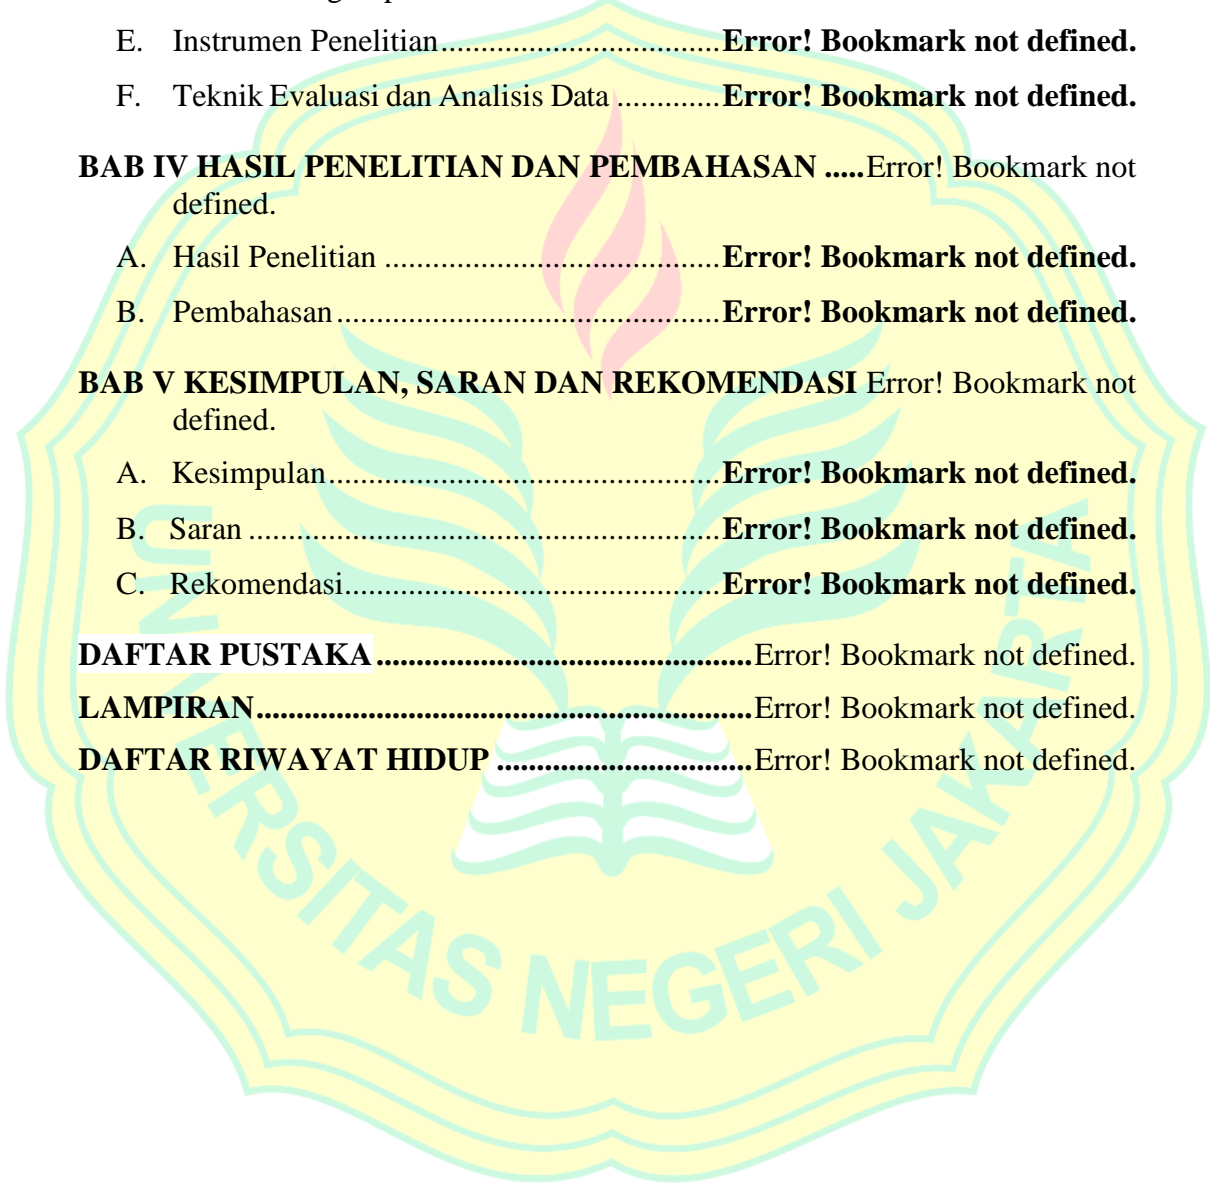 E. Instrumen Penelitian...................................Error! Bookmark not defined.
F. Teknik Evaluasi dan Analisis Data .............Error! Bookmark not defined.
BAB IV HASIL PENELITIAN DAN PEMBAHASAN .....Error! Bookmark not
defined.
A. Hasil Penelitian ..........................................Error! Bookmark not defined.
B. Pembahasan................................................Error! Bookmark not defined.
BAB V KESIMPULAN, SARAN DAN REKOMENDASI Error! Bookmark not
defined.
A. Kesimpulan.................................................Error! Bookmark not defined.
B. Saran ...........................................................Error! Bookmark not defined.
C. Rekomendasi...............................................Error! Bookmark not defined.
DAFTAR PUSTAKA ...............................................Error! Bookmark not defined.
LAMPIRAN...............................................................Error! Bookmark not defined.
DAFTAR RIWAYAT HIDUP ................................Error! Bookmark not defined.
UNIVERSITAS NEGERI JAKARTA